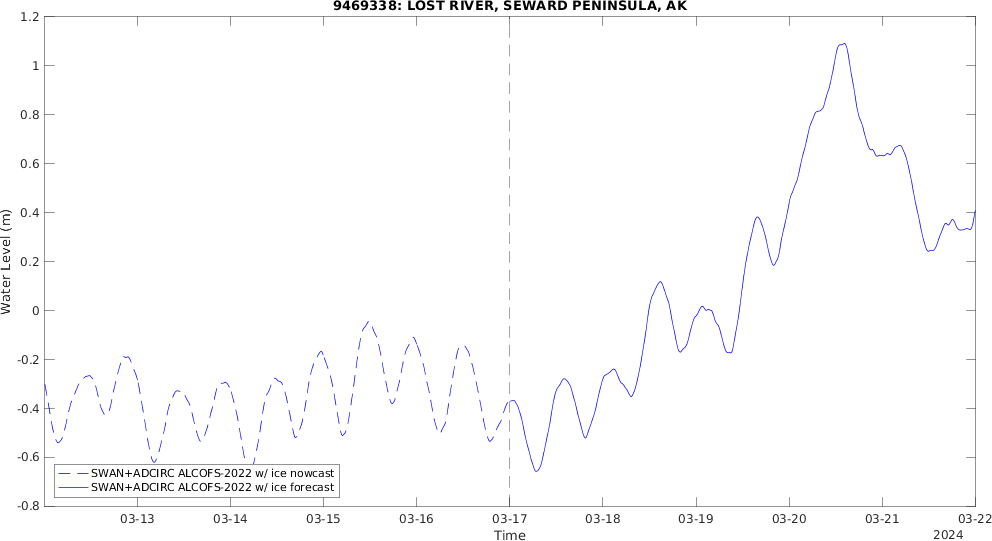 9469338: LOST RIVER, SEWARD PENINSULA, AK
1.2
1
0.8
0.6
0.4
0.2
0
-0.2
-0.4
-0.6
-0.8
Water Level (m)
SWAN+ADCIRC ALCOFS-2022 w/ ice nowcast
SWAN+ADCIRC ALCOFS-2022 w/ ice forecast
03-13 03-14 03-15 03-16 03-17 03-18 03-19 03-20 03-21 03-22
Time
2024